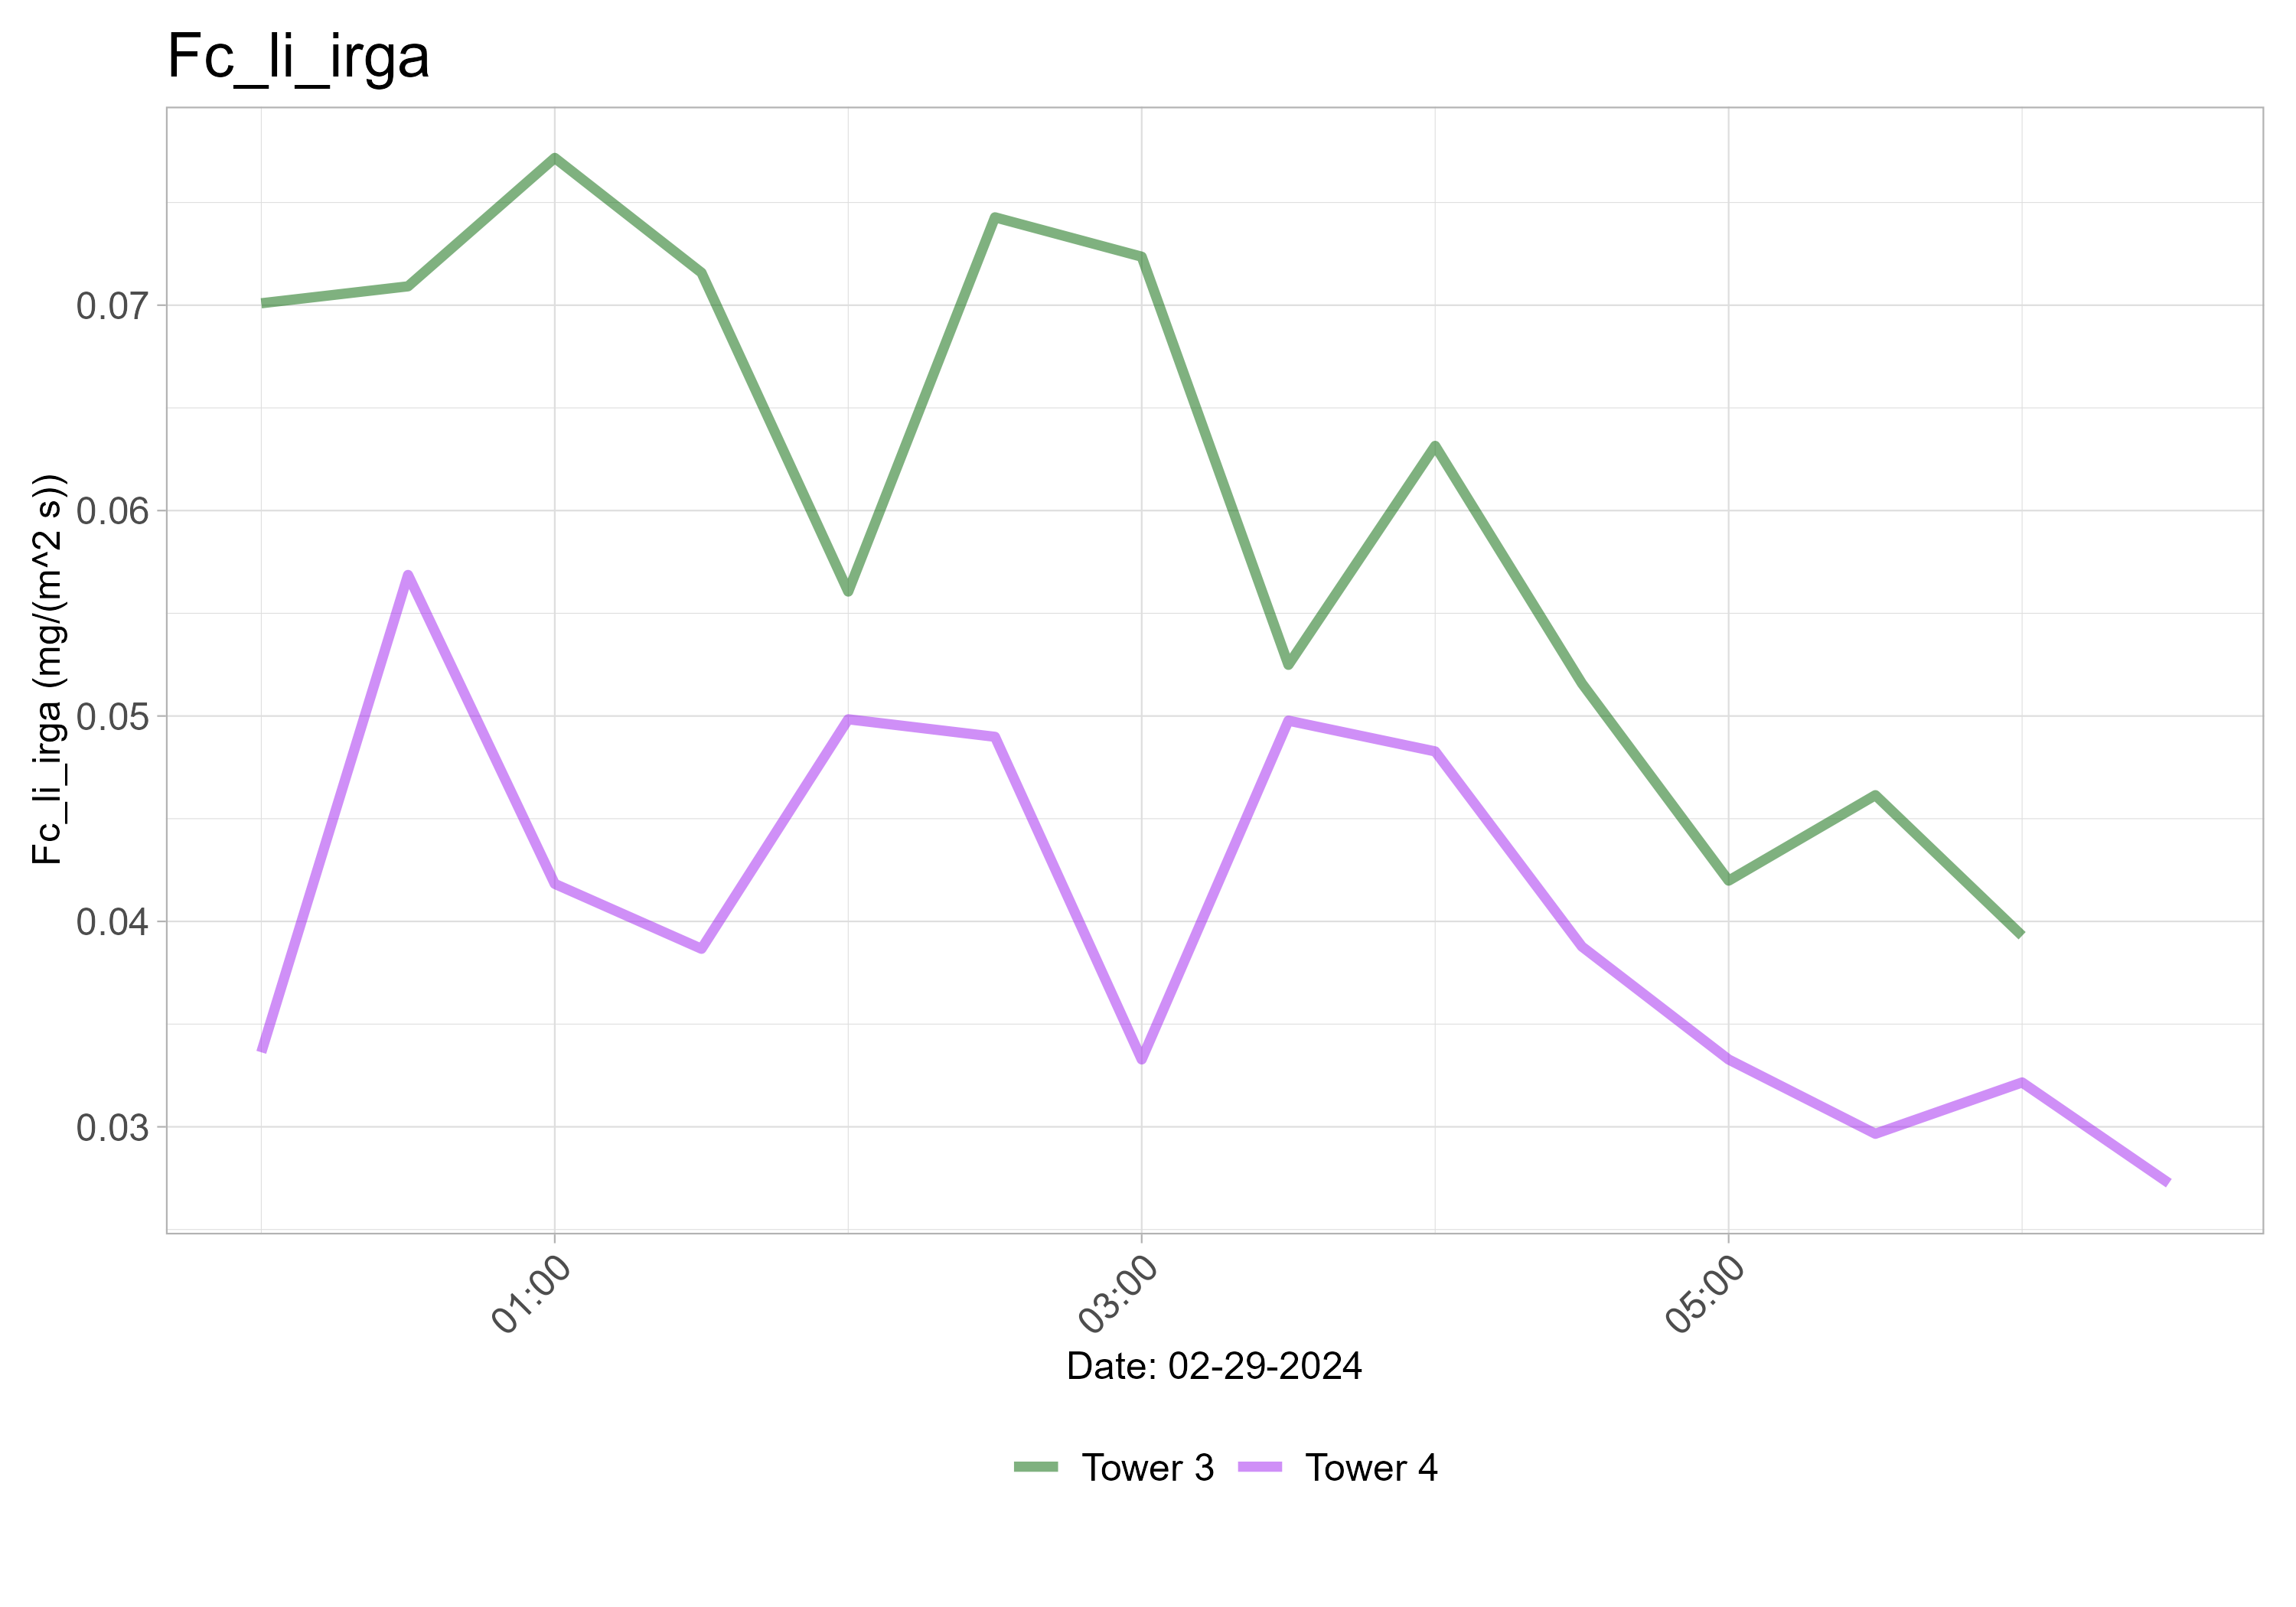 Fc_li_irga
Fc_li_irga (mg/(m^2 s))
0.07
0.06
0.05
0.04
0.03
01:00
03:00
05:00
Date: 02-29-2024
Tower 3
Tower 4